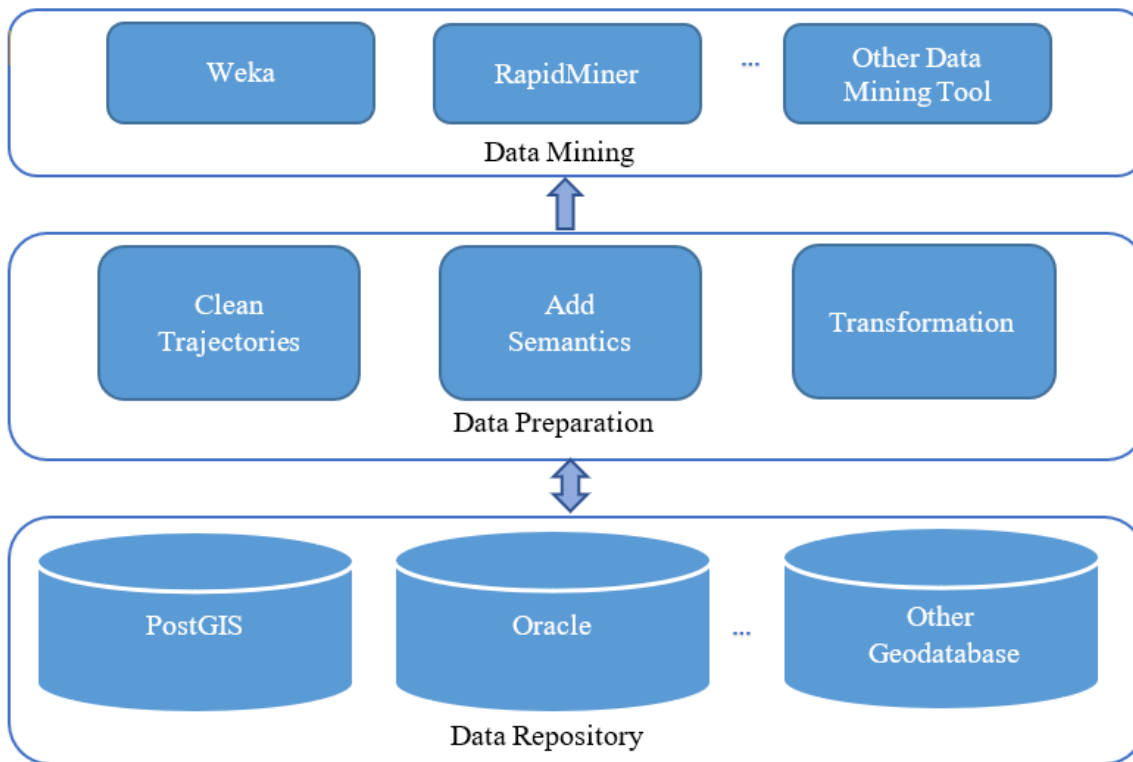 Weka
RapidMiner
...
Other Data
Mining Tool
Data Mining
Clean
Trajectories
Add
Semantics
Transformation
Data Preparation
PostGIS
Oracle
...
Other
Geodatabase
Data Repository